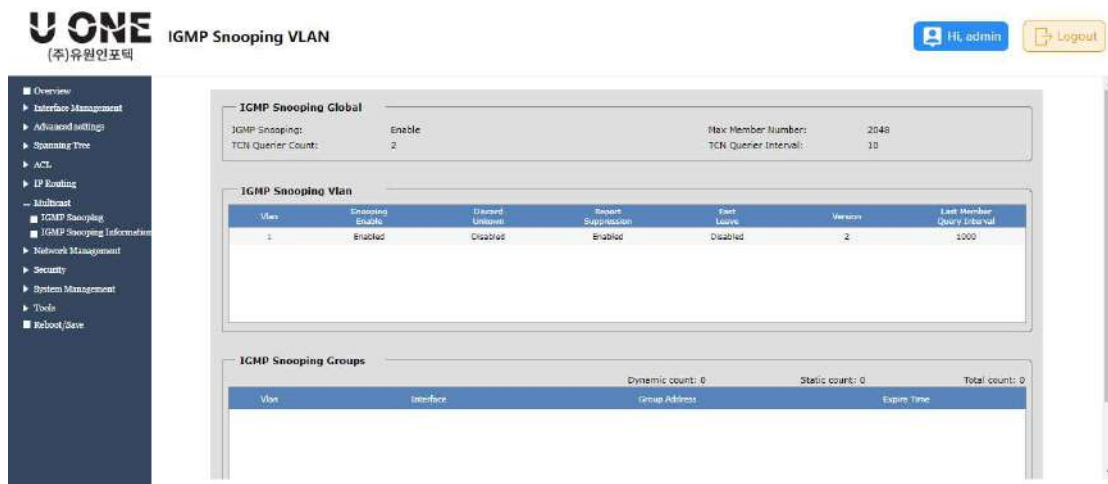 U ONE
(주)유원인포텍
IGMP Snooping VLAN
Hi, admin
Logout
Overview
Interface Management
Advanced settings
Spanning Tree
ACL
IP Routing
Multicast
IGMP Snooping
IGMP Snooping Information
Network Management
Security
System Management
Tools
Reboot/Save
IGMP Snooping Global
IGMP Snooping: Enable Max Member Number: 2048
TCN Querier Count: 2 TCN Querier Interval: 10
IGMP Snooping Vlan
Vlan Snooping Enable Discard Unkown Report Suppression Fast Leave Version Last Member Query Interval
1 Enabled Disabled Enabled Disabled 2 1000
IGMP Snooping Groups
Dynamic count: 0 Static count: 0 Total count: 0
Vlan Interface Group Address Expire Time